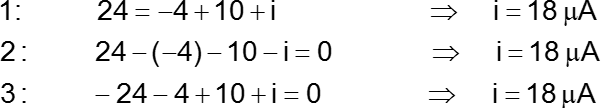 1: 24 = −4 + 10 + i ⇒ i = 18 μA
2: 24 − (−4) − 10 − i = 0 ⇒ i = 18 μA
3: − 24 − 4 + 10 + i = 0 ⇒ i = 18 μA